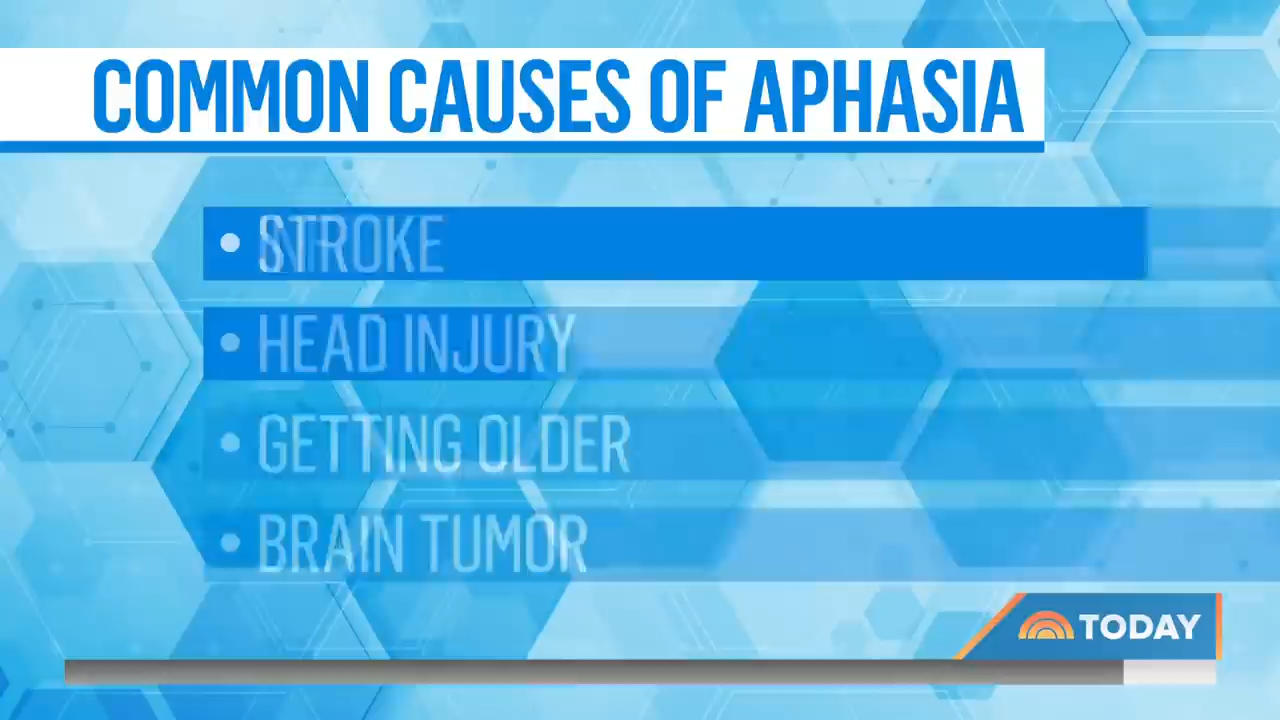 COMMON CAUSES OF APHASIA
• STROKE
• HEAD INJURY
• GETTING OLDER
• BRAIN TUMOR
TODAY